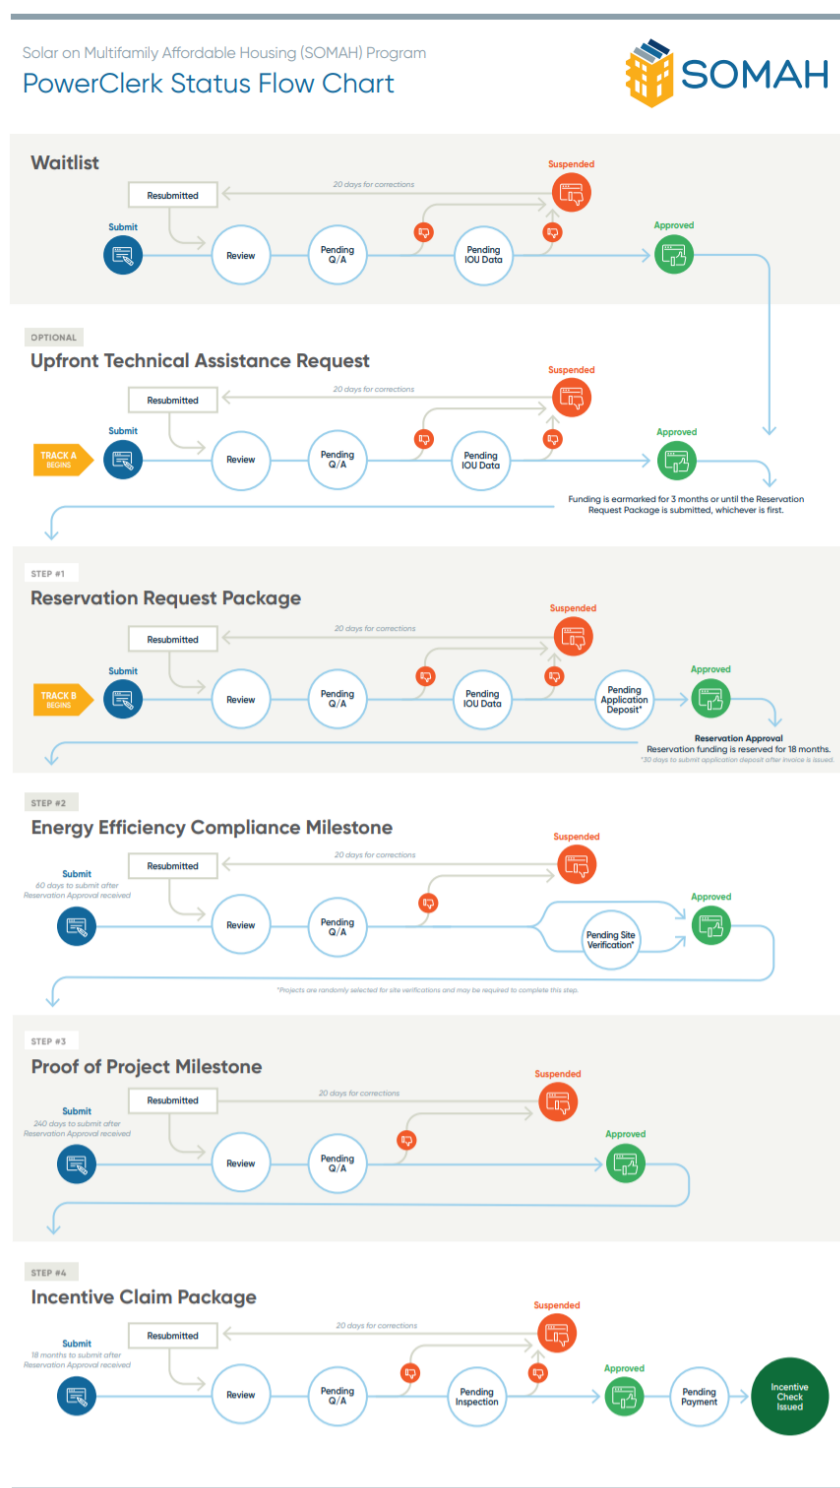 Solar on Multifamily Affordable Housing (SOMAH) Program
PowerClerk Status Flow Chart
SOMAH
Waitlist
Suspended
20 days for corrections
Resubmitted
Submit
Approved
Review
Pending
Q/A
Pending
IOU Data
OPTIONAL
Upfront Technical Assistance Request
Suspended
20 days for corrections
Resubmitted
Submit
Approved
TRACK A
BEGINS
Review
Pending
Q/A
Pending
IOU Data
Funding is earmarked for 3 months or until the Reservation
Request Package is submitted, whichever is first.
STEP #1
Reservation Request Package
Suspended
20 days for corrections
Resubmitted
Submit
Approved
TRACK B
BEGINS
Review
Pending
Q/A
Pending
IOU Data
Pending
Application
Deposit*
Reservation Approval
Reservation funding is reserved for 18 months.
*30 days to submit application deposit after invoice is issued.
STEP #2
Energy Efficiency Compliance Milestone
Suspended
20 days for corrections
Resubmitted
Submit
60 days to submit after
Reservation Approval received
Approved
Review
Pending
Q/A
Pending Site
Verification*
*Projects are randomly selected for site verifications and may be required to complete this step.
STEP #3
Proof of Project Milestone
Suspended
20 days for corrections
Resubmitted
Submit
240 days to submit after
Reservation Approval received
Approved
Review
Pending
Q/A
STEP #4
Incentive Claim Package
Suspended
20 days for corrections
Resubmitted
Submit
18 months to submit after
Reservation Approval received
Approved
Review
Pending
Q/A
Pending
Inspection
Pending
Payment
Incentive
Check
Issued